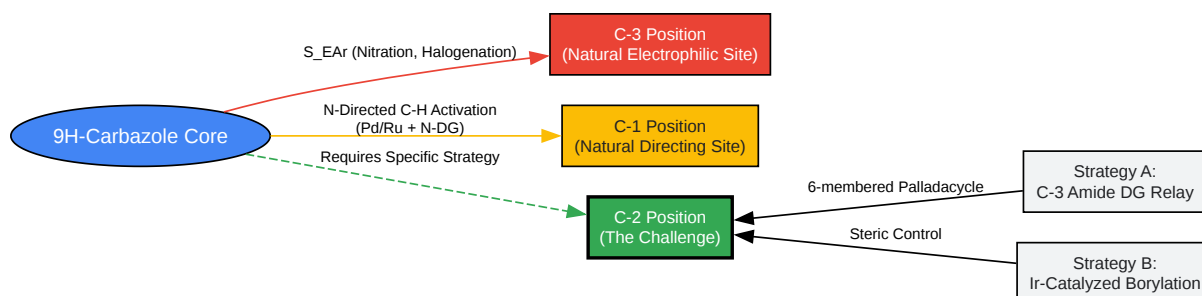 9H-Carbazole Core
S_EAr (Nitration, Halogenation)
N-Directed C-H Activation
(Pd/Ru + N-DG)
Requires Specific Strategy
C-3 Position
(Natural Electrophilic Site)
C-1 Position
(Natural Directing Site)
C-2 Position
(The Challenge)
6-membered Palladacycle
Steric Control
Strategy A:
C-3 Amide DG Relay
Strategy B:
Ir-Catalyzed Borylation